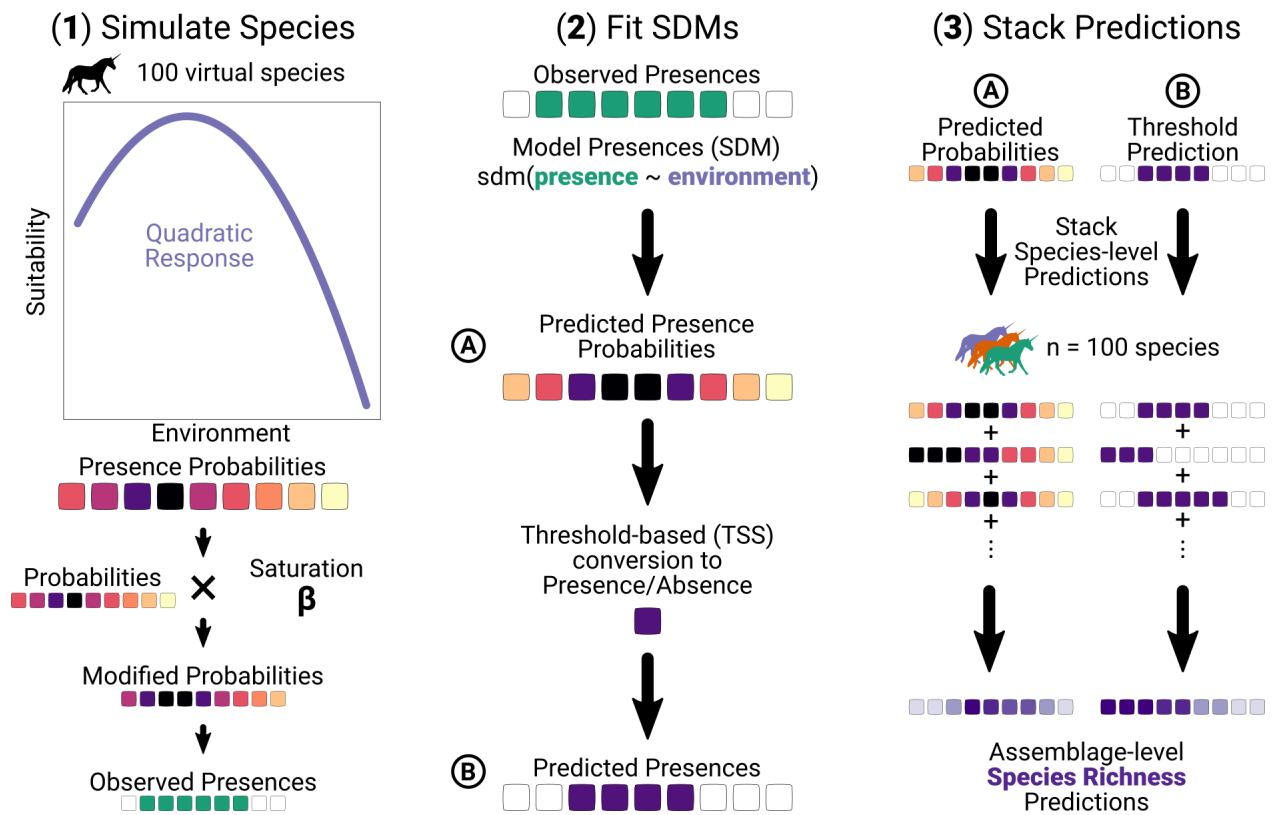 (1) Simulate Species
100 virtual species
Suitability
Quadratic
Response
Environment
Presence Probabilities
Probabilities
×
Saturation
β
Modified Probabilities
Observed Presences
(2) Fit SDMs
Observed Presences
Model Presences (SDM)
sdm(presence ~ environment)
A
Predicted Presence
Probabilities
Threshold-based (TSS)
conversion to
Presence/Absence
B
Predicted Presences
(3) Stack Predictions
A
Predicted
Probabilities
B
Threshold
Prediction
Stack
Species-level
Predictions
n = 100 species
+ +
+ +
+ +
⋮ ⋮
Assemblage-level
Species Richness
Predictions